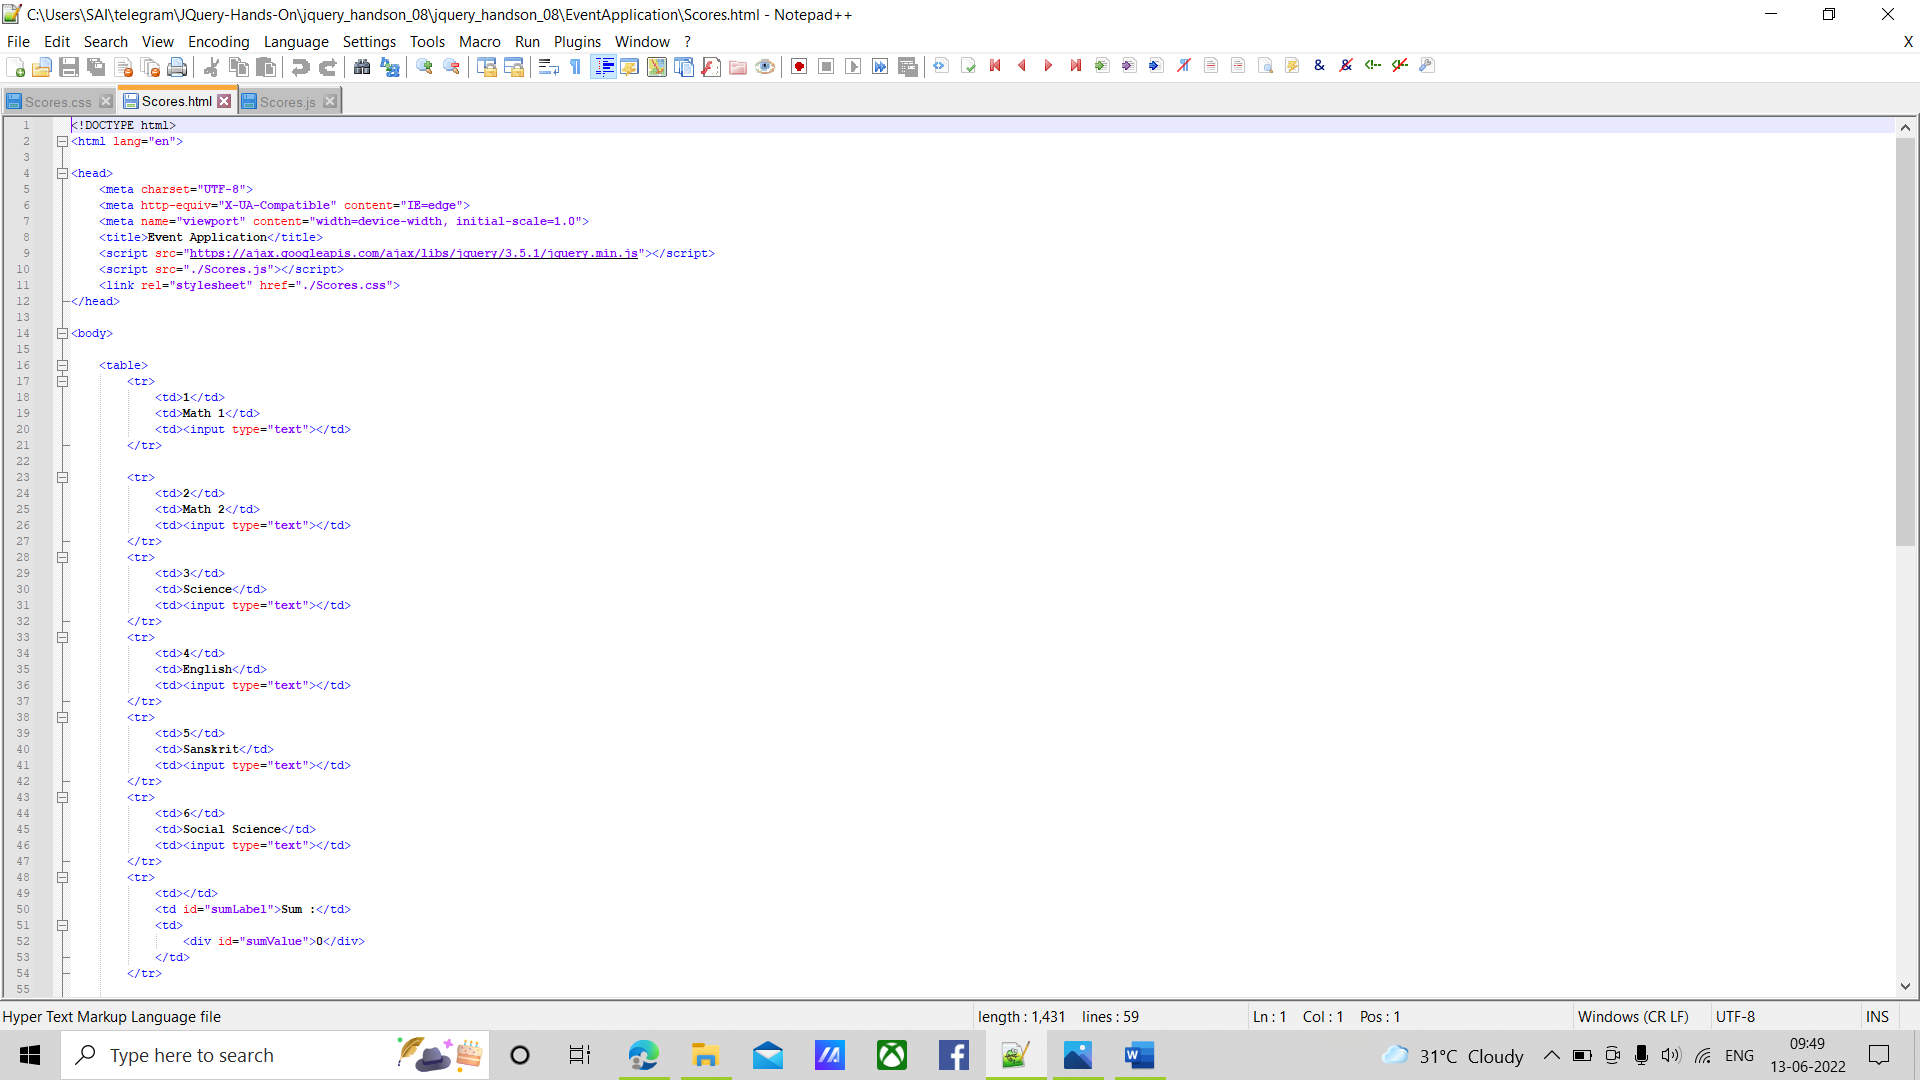 C:\Users\SAI\telegram\JQuery-Hands-On\jquery_handson_08\jquery_handson_08\EventApplication\Scores.html - Notepad++
File Edit Search View Encoding Language Settings Tools Macro Run Plugins Window ? X
Scores.css Scores.html Scores.js
1 <!DOCTYPE html>
2 <html lang="en">
3
4 <head>
5 <meta charset="UTF-8">
6 <meta http-equiv="X-UA-Compatible" content="IE=edge">
7 <meta name="viewport" content="width=device-width, initial-scale=1.0">
8 <title>Event Application</title>
9 <script src="https://ajax.googleapis.com/ajax/libs/jquery/3.5.1/jquery.min.js"></script>
10 <script src="./Scores.js"></script>
11 <link rel="stylesheet" href="./Scores.css">
12 </head>
13
14 <body>
15
16 <table>
17 <tr>
18 <td>1</td>
19 <td>Math 1</td>
20 <td><input type="text"></td>
21 </tr>
22
23 <tr>
24 <td>2</td>
25 <td>Math 2</td>
26 <td><input type="text"></td>
27 </tr>
28 <tr>
29 <td>3</td>
30 <td>Science</td>
31 <td><input type="text"></td>
32 </tr>
33 <tr>
34 <td>4</td>
35 <td>English</td>
36 <td><input type="text"></td>
37 </tr>
38 <tr>
39 <td>5</td>
40 <td>Sanskrit</td>
41 <td><input type="text"></td>
42 </tr>
43 <tr>
44 <td>6</td>
45 <td>Social Science</td>
46 <td><input type="text"></td>
47 </tr>
48 <tr>
49 <td></td>
50 <td id="sumLabel">Sum :</td>
51 <td>
52 <div id="sumValue">0</div>
53 </td>
54 </tr>
55
Hyper Text Markup Language file length : 1,431 lines : 59 Ln : 1 Col : 1 Pos : 1 Windows (CR LF) UTF-8 INS
Type here to search 31°C Cloudy ENG 09:49
13-06-2022